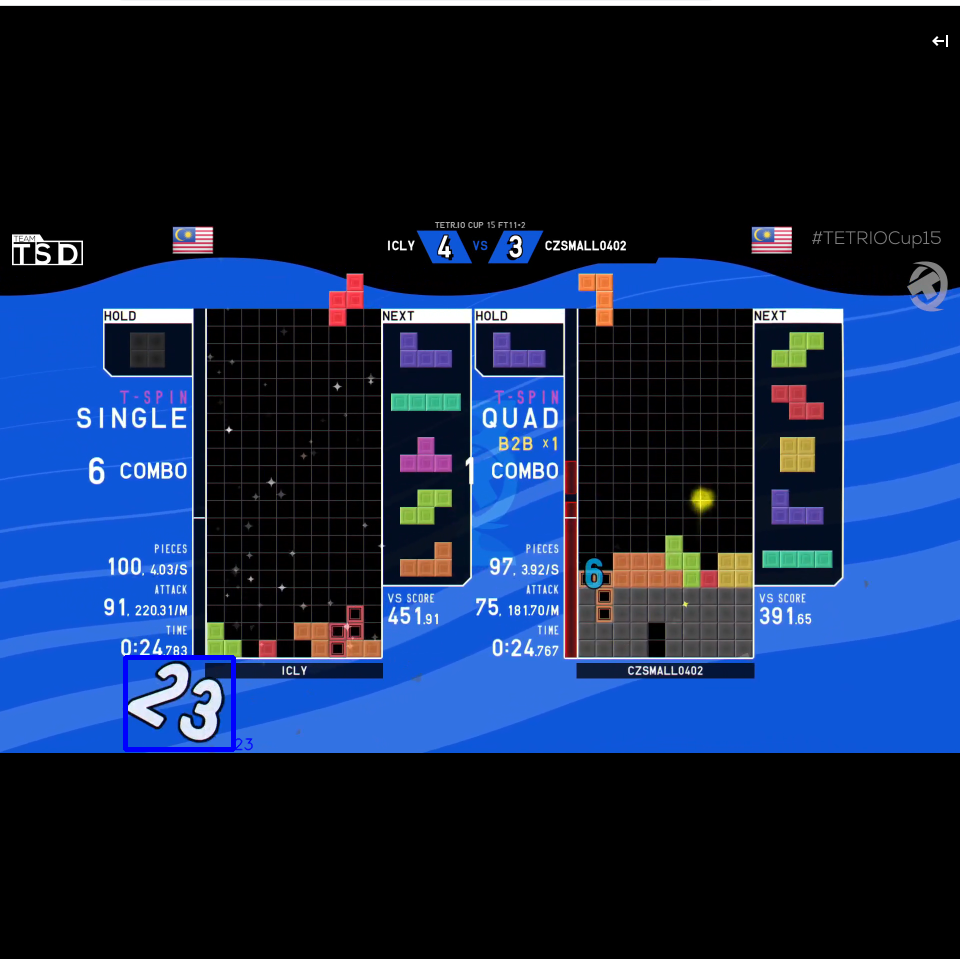 TETR.IO CUP 15 FT11-2
TEAM
TSD
ICLY 4 VS 3 CZSMALL0402
#TETRIOCup15
HOLD
NEXT
T-SPIN
SINGLE
6 COMBO
PIECES
100, 4.03/S
ATTACK
91, 220.31/M
TIME
0:24.783
VS SCORE
451.91
ICLY
23
23
HOLD
NEXT
T-SPIN
QUAD
B2B ×1
1 COMBO
6
PIECES
97, 3.92/S
ATTACK
75, 181.70/M
TIME
0:24.767
VS SCORE
391.65
CZSMALL0402